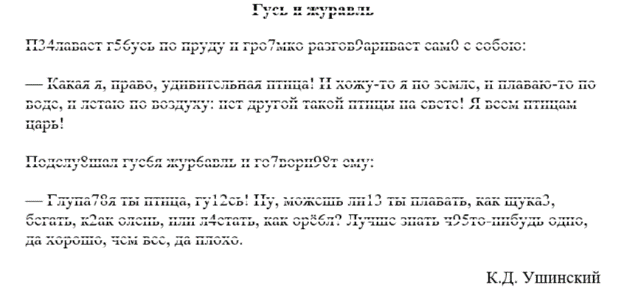 Гусь и журавль
П34лавает г56усь по пруду и гро7мко разгов9аривает сам0 с собою:
— Какая я, право, удивительная птица! И хожу-то я по земле, и плаваю-то по
воде, и летаю по воздуху: нет другой такой птицы на свете! Я всем птицам
царь!
Подслу8шал гусбя журбавль и го7вори98т ему:
— Глупа78я ты птица, гу12сь! Ну, можешь ли13 ты плавать, как щука3,
бегать, к2ак олень, или л4етать, как орёбл? Лучше знать ч95то-нибудь одно,
да хорошо, чем все, да плохо.
К.Д. Ушинский